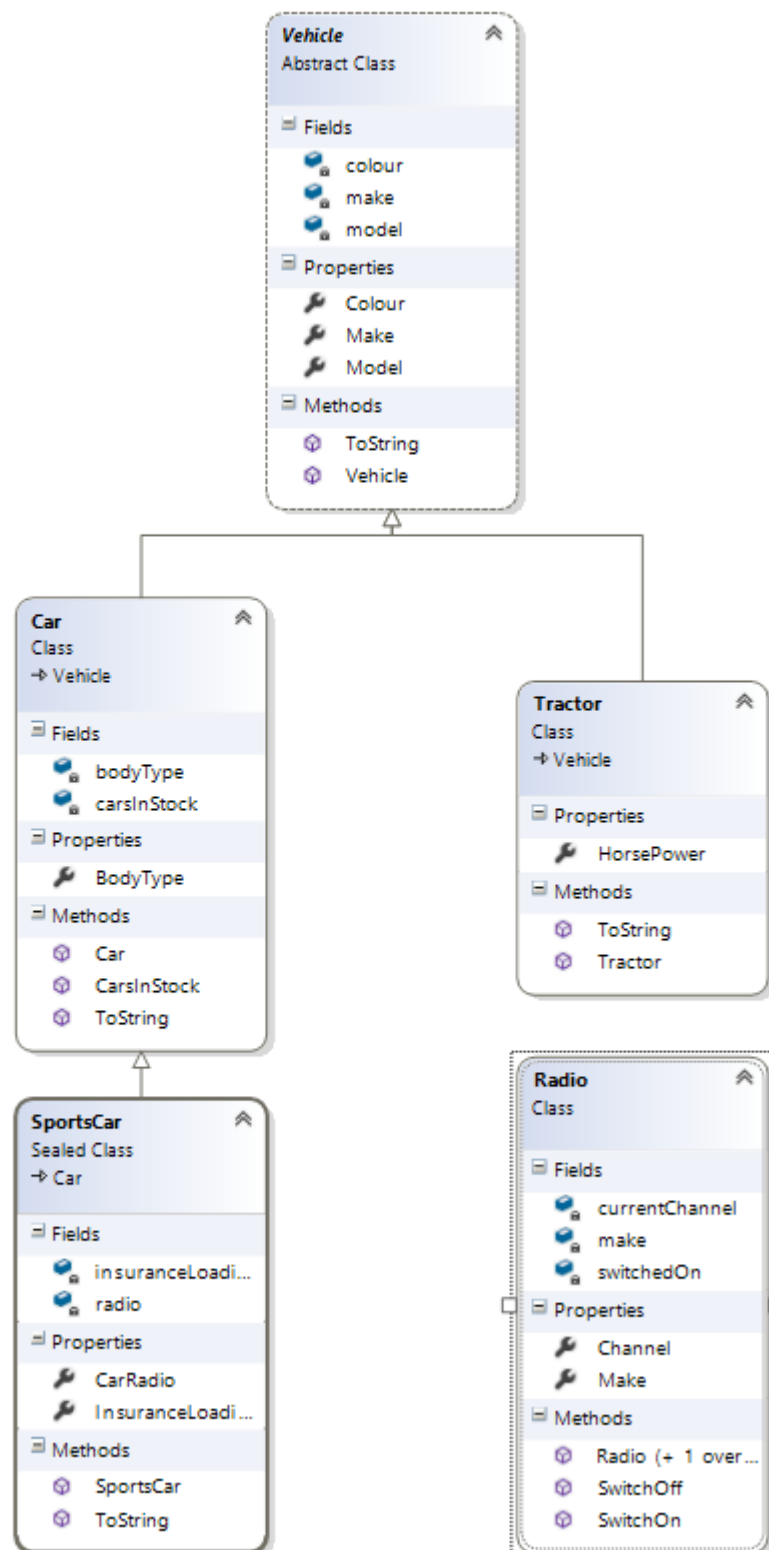 Vehicle
Abstract Class
Fields
colour
make
model
Properties
Colour
Make
Model
Methods
ToString
Vehicle
Car
Class
Vehicle
Fields
bodyType
carsInStock
Properties
BodyType
Methods
Car
CarsInStock
ToString
Tractor
Class
Vehicle
Properties
HorsePower
Methods
ToString
Tractor
SportsCar
Sealed Class
Car
Fields
insuranceLoadi...
radio
Properties
CarRadio
InsuranceLoadi...
Methods
SportsCar
ToString
Radio
Class
Fields
currentChannel
make
switchedOn
Properties
Channel
Make
Methods
Radio (+ 1 over...
SwitchOff
SwitchOn